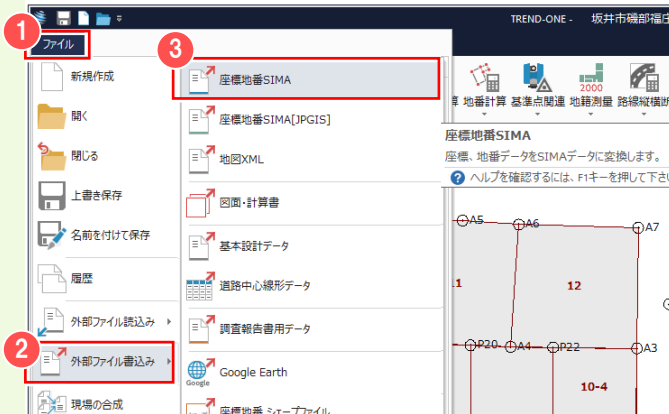 TREND-ONE - 坂井市磯部福庄
1
ファイル
3
新規作成
開く
閉じる
上書き保存
名前を付けて保存
履歴
外部ファイル読込み
2
外部ファイル書込み
現場の合成
座標地番SIMA
座標地番SIMA[JPGIS]
地図XML
図面・計算書
基本設計データ
道路中心線形データ
調査報告書用データ
Google
Google Earth
座標地番 シェープファイル
地番計算
基準点関連
2000
地籍測量
路線縦横断
座標地番SIMA
座標、地番データをSIMAデータに変換します。
ヘルプを確認するには、F1キーを押して下さい
A5
A6
A7
11
12
P20
A4
P22
A3
10-4